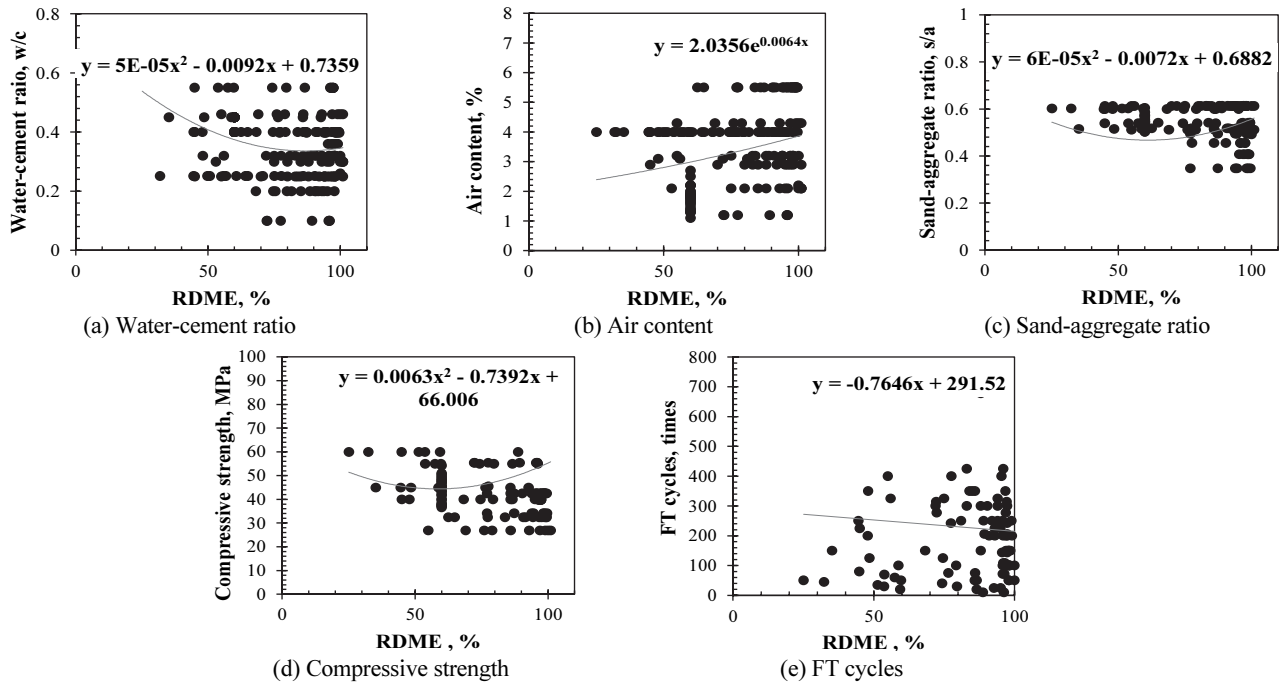 0.8
0.6
0.4
0.2
0
0
50
100
Water-cement raio, w/c
y = 5E-05x² - 0.0092x + 0.7359
RDME, %
(a) Water-cement ratio
8
7
6
5
4
3
2
1
0
0
50
100
Air content, %
y = 2.0356e^0.0064x
RDME, %
(b) Air content
1
0.8
0.6
0.4
0.2
0
0
50
100
Sand-aggregate ratio, s/a
y = 6E-05x² - 0.0072x + 0.6882
RDME, %
(c) Sand-aggregate ratio
100
90
80
70
60
50
40
30
20
10
0
0
50
100
Compressive strength, MPa
y = 0.0063x² - 0.7392x +
66.006
RDME , %
(d) Compressive strength
800
700
600
500
400
300
200
100
0
0
50
100
FT cycles, times
y = -0.7646x + 291.52
RDME , %
(e) FT cycles